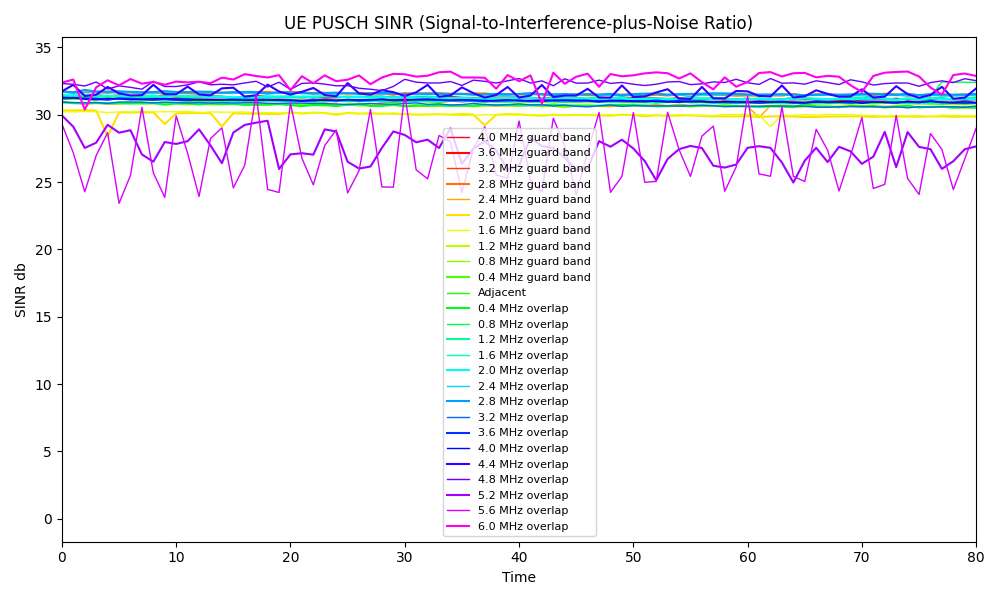 UE PUSCH SINR (Signal-to-Interference-plus-Noise Ratio)
35
30
25
20
15
10
5
0
SINR db
0 10 20 30 40 50 60 70 80
Time
4.0 MHz guard band
3.6 MHz guard band
3.2 MHz guard band
2.8 MHz guard band
2.4 MHz guard band
2.0 MHz guard band
1.6 MHz guard band
1.2 MHz guard band
0.8 MHz guard band
0.4 MHz guard band
Adjacent
0.4 MHz overlap
0.8 MHz overlap
1.2 MHz overlap
1.6 MHz overlap
2.0 MHz overlap
2.4 MHz overlap
2.8 MHz overlap
3.2 MHz overlap
3.6 MHz overlap
4.0 MHz overlap
4.4 MHz overlap
4.8 MHz overlap
5.2 MHz overlap
5.6 MHz overlap
6.0 MHz overlap